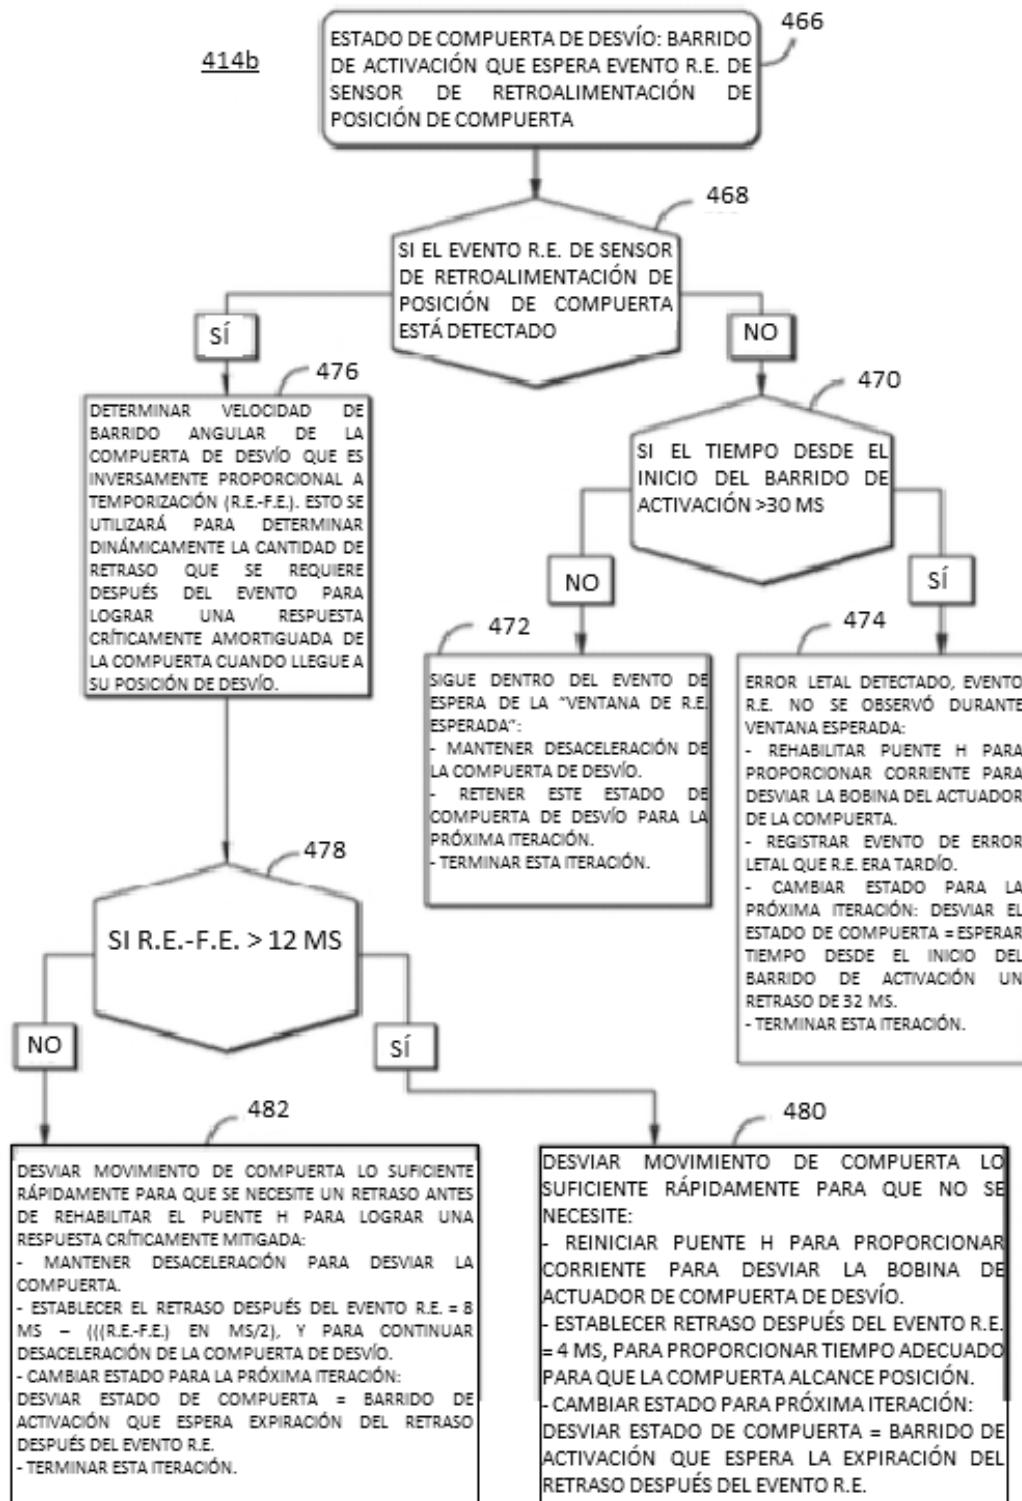 466
414b
ESTADO DE COMPUERTA DE DESVÍO: BARRIDO
DE ACTIVACIÓN QUE ESPERA EVENTO R.E. DE
SENSOR DE RETROALIMENTACIÓN DE
POSICIÓN DE COMPUERTA
468
SI EL EVENTO R.E. DE SENSOR
DE RETROALIMENTACIÓN DE
POSICIÓN DE COMPUERTA
ESTÁ DETECTADO
SÍ
NO
476
DETERMINAR VELOCIDAD DE
BARRIDO ANGULAR DE LA
COMPUERTA DE DESVÍO QUE ES
INVERSAMENTE PROPORCIONAL A
TEMPORIZACIÓN (R.E.-F.E.). ESTO SE
UTILIZARÁ PARA DETERMINAR
DINÁMICAMENTE LA CANTIDAD DE
RETRASO QUE SE REQUIERE
DESPUÉS DEL EVENTO PARA
LOGRAR UNA RESPUESTA
CRÍTICAMENTE AMORTIGUADA DE
LA COMPUERTA CUANDO LLEGUE A
SU POSICIÓN DE DESVÍO.
470
SI EL TIEMPO DESDE EL
INICIO DEL BARRIDO DE
ACTIVACIÓN >30 MS
NO
SÍ
472
SIGUE DENTRO DEL EVENTO DE
ESPERA DE LA “VENTANA DE R.E.
ESPERADA”:
- MANTENER DESACELERACIÓN DE
LA COMPUERTA DE DESVÍO.
- RETENER ESTE ESTADO DE
COMPUERTA DE DESVÍO PARA LA
PRÓXIMA ITERACIÓN.
- TERMINAR ESTA ITERACIÓN.
474
ERROR LETAL DETECTADO, EVENTO
R.E. NO SE OBSERVÓ DURANTE
VENTANA ESPERADA:
- REHABILITAR PUENTE H PARA
PROPORCIONAR CORRIENTE PARA
DESVIAR LA BOBINA DEL ACTUADOR
DE LA COMPUERTA.
- REGISTRAR EVENTO DE ERROR
LETAL QUE R.E. ERA TARDÍO.
- CAMBIAR ESTADO PARA LA
PRÓXIMA ITERACIÓN: DESVIAR EL
ESTADO DE COMPUERTA = ESPERAR
TIEMPO DESDE EL INICIO DEL
BARRIDO DE ACTIVACIÓN UN
RETRASO DE 32 MS.
- TERMINAR ESTA ITERACIÓN.
478
SI R.E.-F.E. > 12 MS
NO
SÍ
482
DESVIAR MOVIMIENTO DE COMPUERTA LO SUFICIENTE
RÁPIDAMENTE PARA QUE SE NECESITE UN RETRASO ANTES
DE REHABILITAR EL PUENTE H PARA LOGRAR UNA
RESPUESTA CRÍTICAMENTE MITIGADA:
- MANTENER DESACELERACIÓN PARA DESVIAR LA
COMPUERTA.
- ESTABLECER EL RETRASO DESPUÉS DEL EVENTO R.E. = 8
MS – (((R.E.-F.E.) EN MS/2), Y PARA CONTINUAR
DESACELERACIÓN DE LA COMPUERTA DE DESVÍO.
- CAMBIAR ESTADO PARA LA PRÓXIMA ITERACIÓN:
DESVIAR ESTADO DE COMPUERTA = BARRIDO DE
ACTIVACIÓN QUE ESPERA EXPIRACIÓN DEL RETRASO
DESPUÉS DEL EVENTO R.E.
- TERMINAR ESTA ITERACIÓN.
480
DESVIAR MOVIMIENTO DE COMPUERTA LO
SUFICIENTE RÁPIDAMENTE PARA QUE NO SE
NECESITE:
- REINICIAR PUENTE H PARA PROPORCIONAR
CORRIENTE PARA DESVIAR LA BOBINA DE
ACTUADOR DE COMPUERTA DE DESVÍO.
- ESTABLECER RETRASO DESPUÉS DEL EVENTO R.E.
= 4 MS, PARA PROPORCIONAR TIEMPO ADECUADO
PARA QUE LA COMPUERTA ALCANCE POSICIÓN.
- CAMBIAR ESTADO PARA PRÓXIMA ITERACIÓN:
DESVIAR ESTADO DE COMPUERTA = BARRIDO DE
ACTIVACIÓN QUE ESPERA LA EXPIRACIÓN DEL
RETRASO DESPUÉS DEL EVENTO R.E.